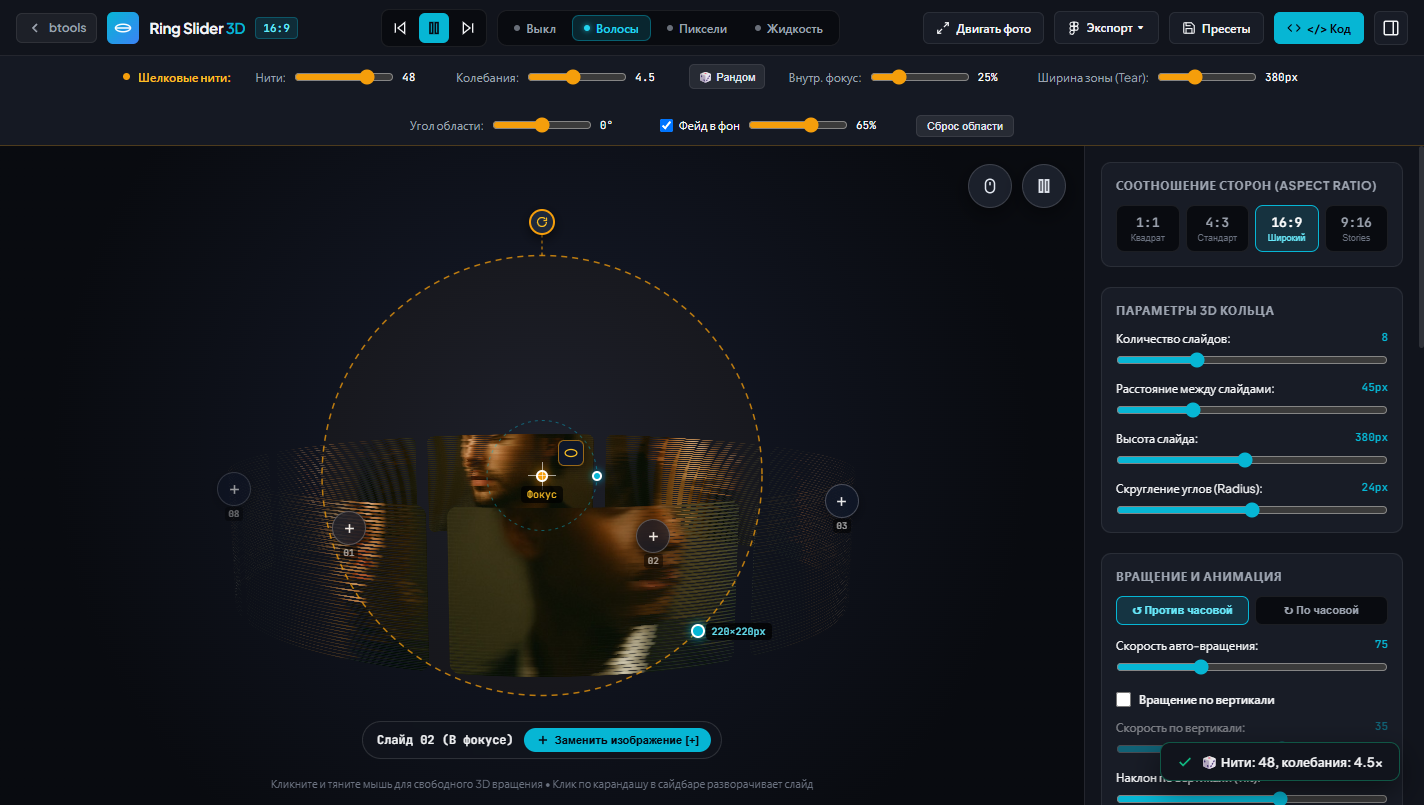 btools
Ring Slider 3D
16:9
Выкл
Волосы
Пиксели
Жидкость
Двигать фото
Экспорт
Пресеты
</> Код
Шелковые нити:
Нити:
48
Колебания:
4.5
Рандом
Внутр. фокус:
25%
Ширина зоны (Tear):
380px
Угол области:
0°
Фейд в фон
65%
Сброс области
Фокус
08
01
02
03
220×220px
Слайд 02 (В фокусе)
Заменить изображение [+]
Кликните и тяните мышь для свободного 3D вращения • Клик по карандашу в сайдбаре разворачивает слайд
СООТНОШЕНИЕ СТОРОН (ASPECT RATIO)
1:1
Квадрат
4:3
Стандарт
16:9
Широкий
9:16
Stories
ПАРАМЕТРЫ 3D КОЛЬЦА
Количество слайдов:
8
Расстояние между слайдами:
45px
Высота слайда:
380px
Скругление углов (Radius):
24px
ВРАЩЕНИЕ И АНИМАЦИЯ
↺ Против часовой
↻ По часовой
Скорость авто-вращения:
75
Вращение по вертикали
Скорость по вертикали:
35
Нити: 48, колебания: 4.5x
Наклон